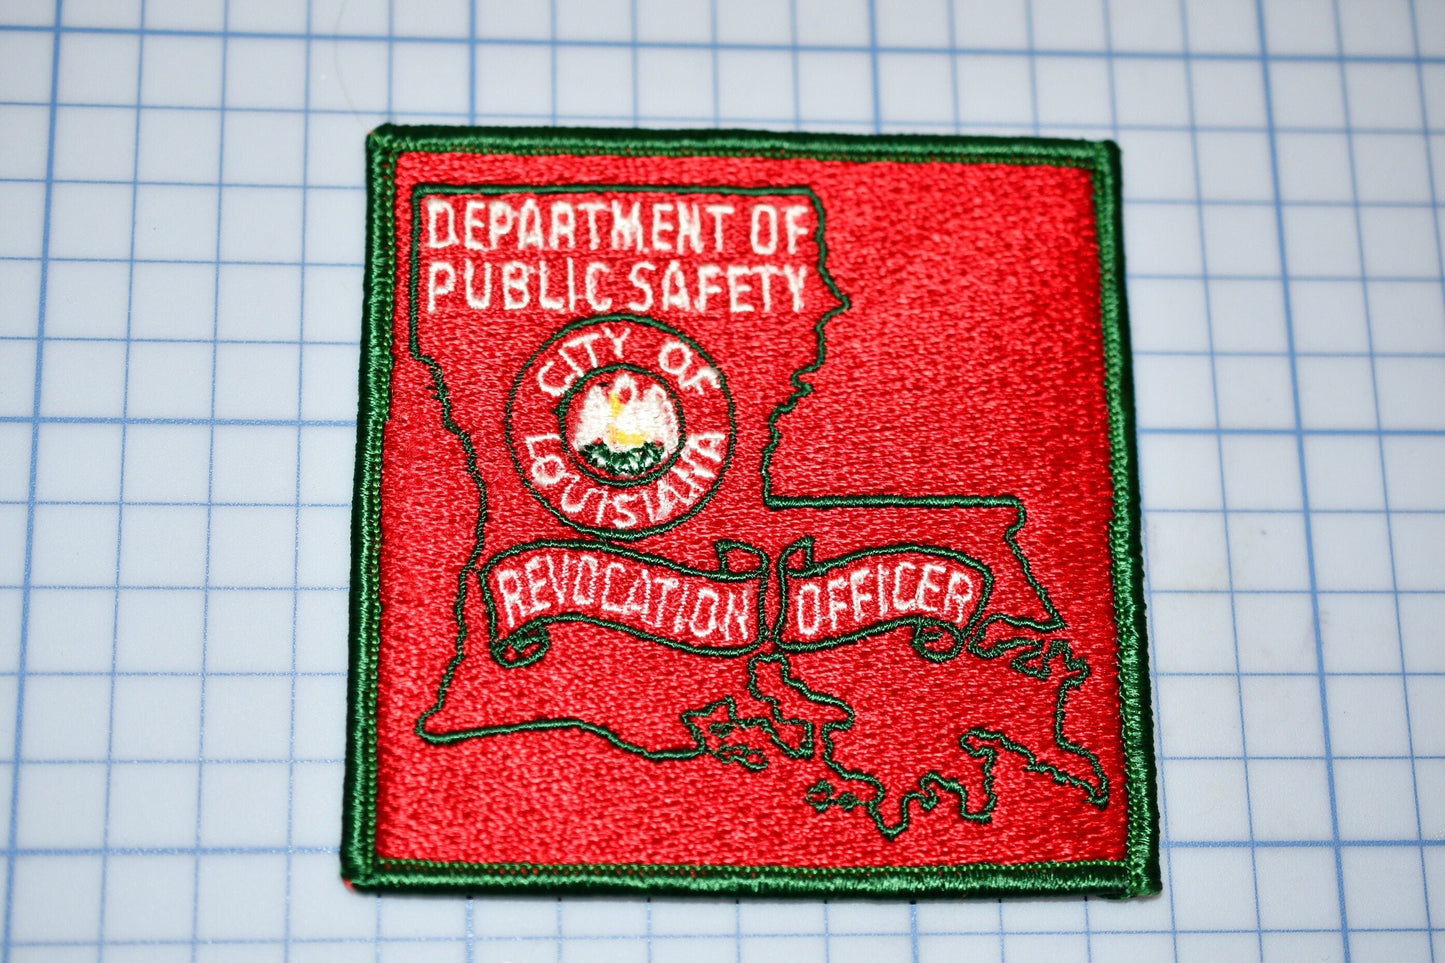 DEPARTMENT OF
PUBLIC SAFETY
CITY OF
LOUISIANA
REVOCATION OFFICER